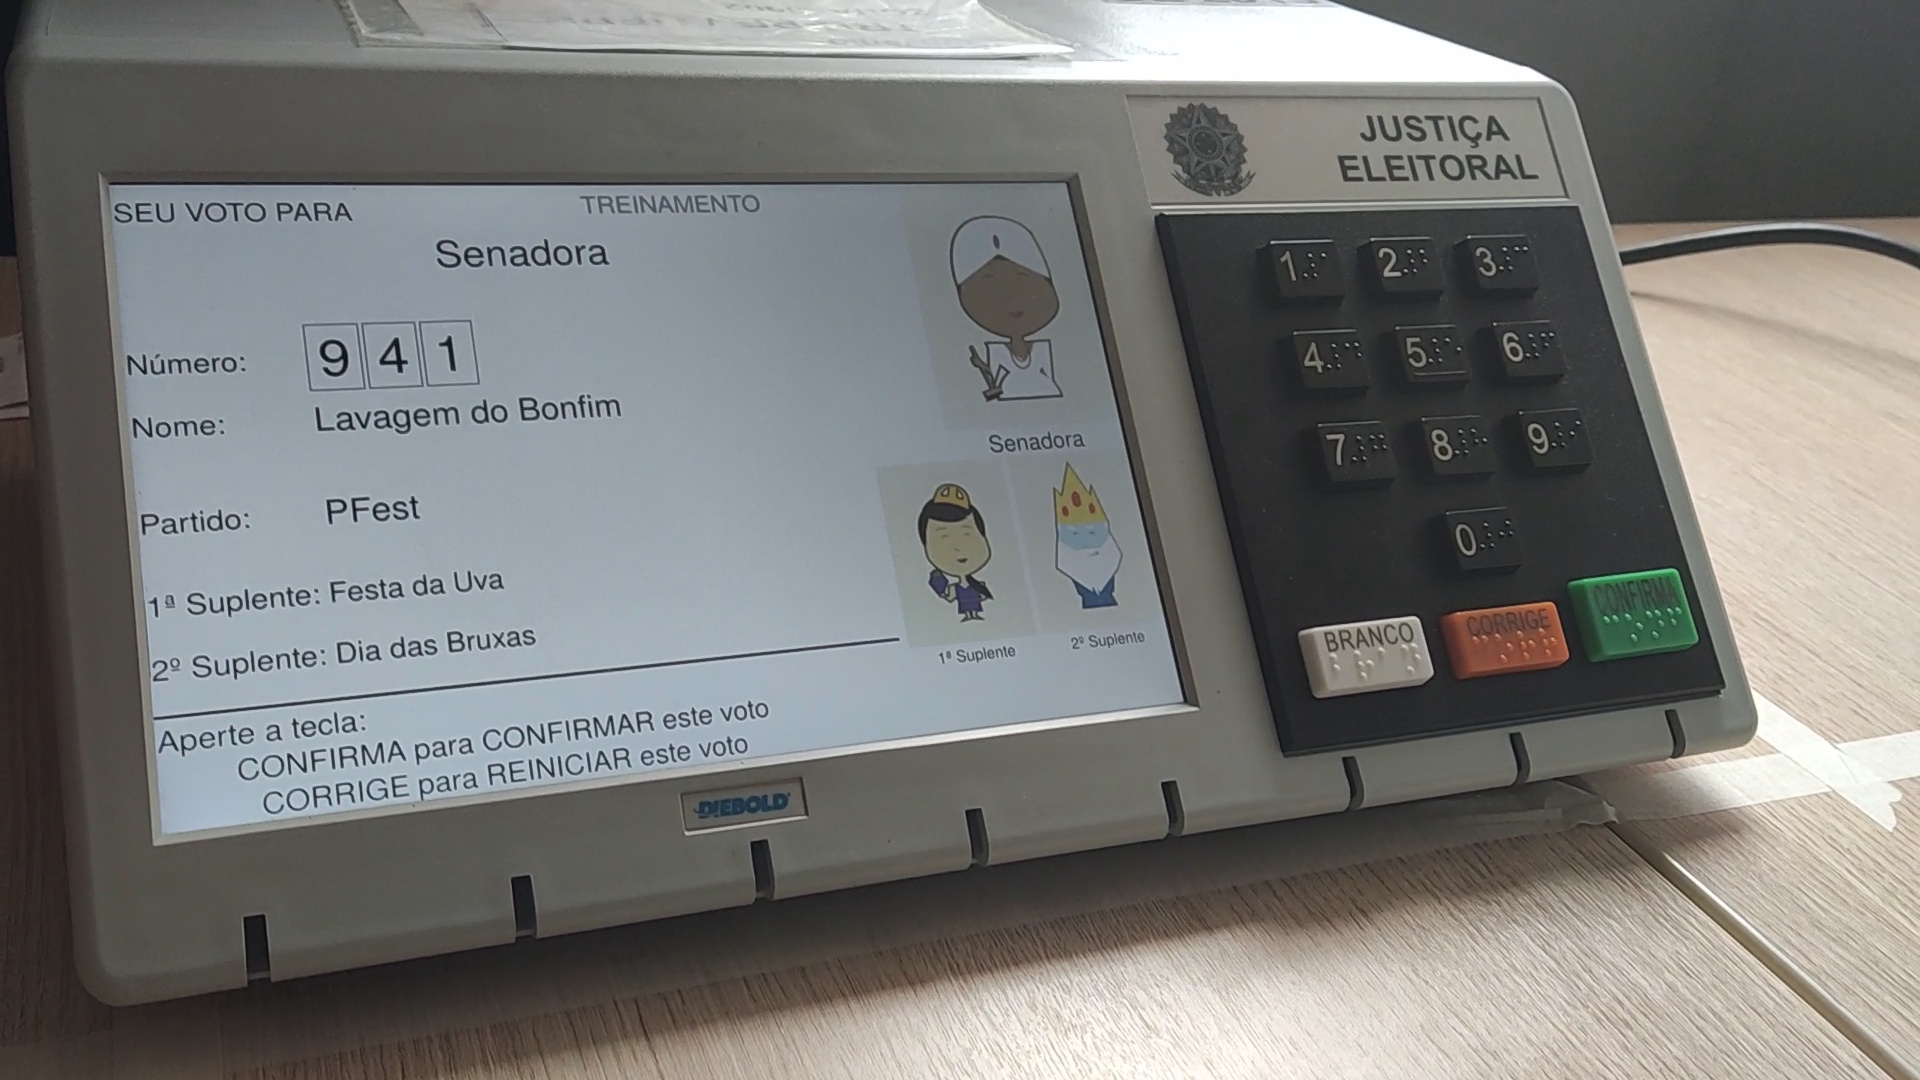 JUSTIÇA
ELEITORAL
SEU VOTO PARA
TREINAMENTO
Senadora
Número: 9 4 1
Nome: Lavagem do Bonfim
Partido: PFest
1ª Suplente: Festa da Uva
2º Suplente: Dia das Bruxas
Senadora
1ª Suplente
2º Suplente
Aperte a tecla:
CONFIRMA para CONFIRMAR este voto
CORRIGE para REINICIAR este voto
DIEBOLD
1 2 3
4 5 6
7 8 9
0
BRANCO CORRIGE CONFIRMA